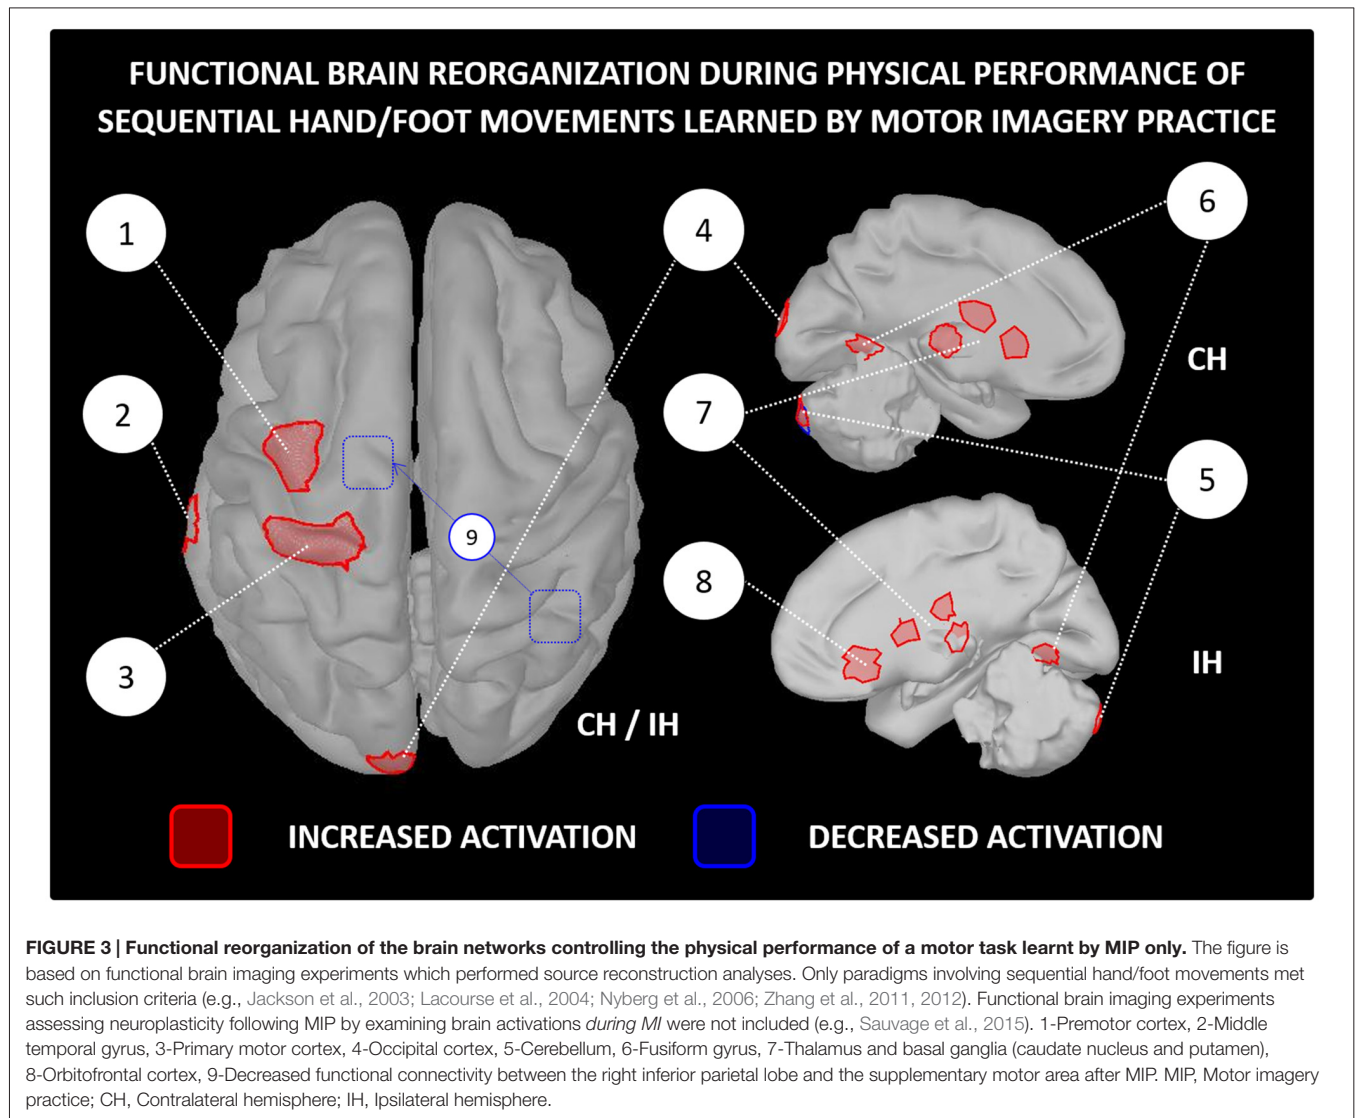 FUNCTIONAL BRAIN REORGANIZATION DURING PHYSICAL PERFORMANCE OF
SEQUENTIAL HAND/FOOT MOVEMENTS LEARNED BY MOTOR IMAGERY PRACTICE
1
2
3
4
6
7
5
8
9
CH
IH
CH / IH
INCREASED ACTIVATION
DECREASED ACTIVATION
FIGURE 3 | Functional reorganization of the brain networks controlling the physical performance of a motor task learnt by MIP only. The figure is
based on functional brain imaging experiments which performed source reconstruction analyses. Only paradigms involving sequential hand/foot movements met
such inclusion criteria (e.g., Jackson et al., 2003; Lacourse et al., 2004; Nyberg et al., 2006; Zhang et al., 2011, 2012). Functional brain imaging experiments
assessing neuroplasticity following MIP by examining brain activations during MI were not included (e.g., Sauvage et al., 2015). 1-Premotor cortex, 2-Middle
temporal gyrus, 3-Primary motor cortex, 4-Occipital cortex, 5-Cerebellum, 6-Fusiform gyrus, 7-Thalamus and basal ganglia (caudate nucleus and putamen),
8-Orbitofrontal cortex, 9-Decreased functional connectivity between the right inferior parietal lobe and the supplementary motor area after MIP. MIP, Motor imagery
practice; CH, Contralateral hemisphere; IH, Ipsilateral hemisphere.